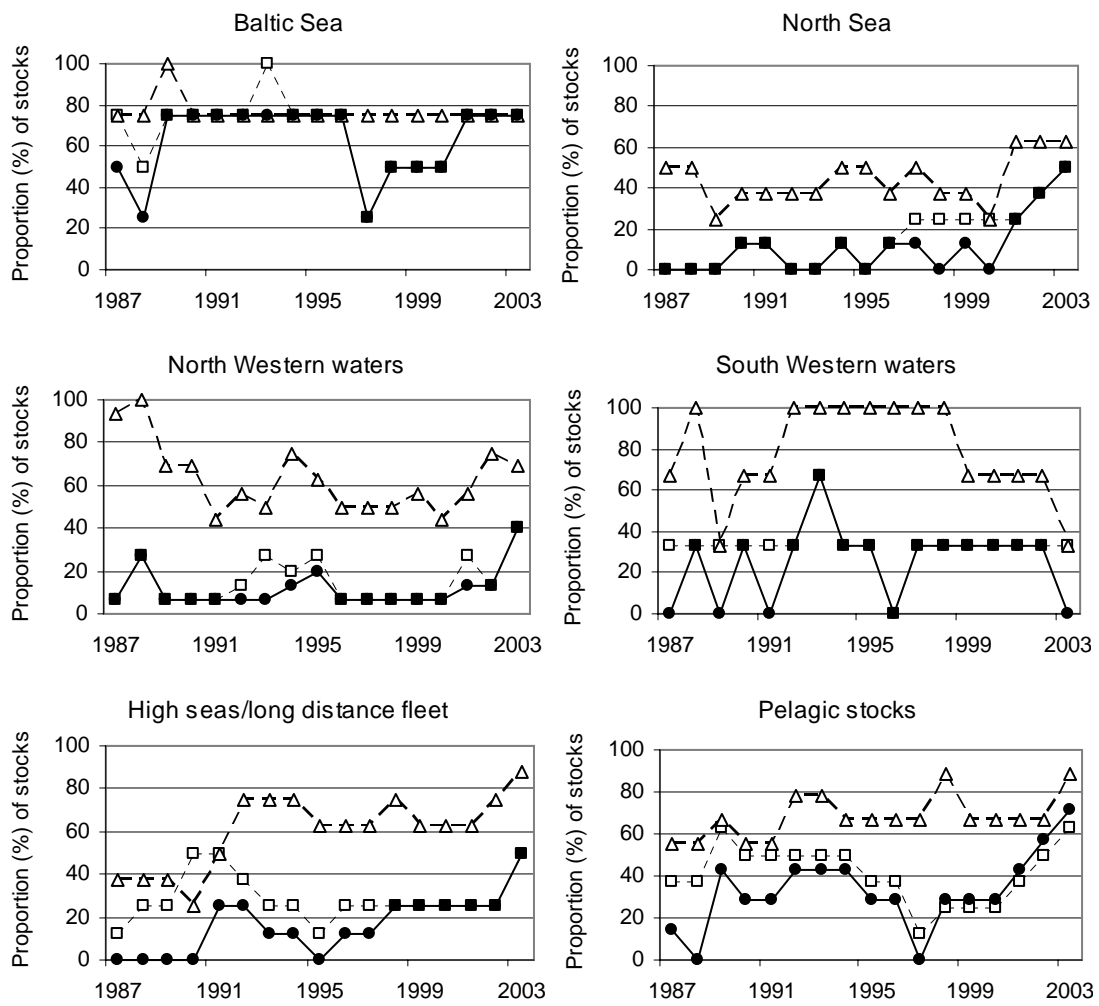 Baltic Sea
Proportion (%) of stocks
100
80
60
40
20
0
1987 1991 1995 1999 2003
North Sea
Proportion (%) of stocks
100
80
60
40
20
0
1987 1991 1995 1999 2003
North Western waters
Proportion (%) of stocks
100
80
60
40
20
0
1987 1991 1995 1999 2003
South Western waters
Proportion (%) of stocks
100
80
60
40
20
0
1987 1991 1995 1999 2003
High seas/long distance fleet
Proportion (%) of stocks
100
80
60
40
20
0
1987 1991 1995 1999 2003
Pelagic stocks
Proportion (%) of stocks
100
80
60
40
20
0
1987 1991 1995 1999 2003